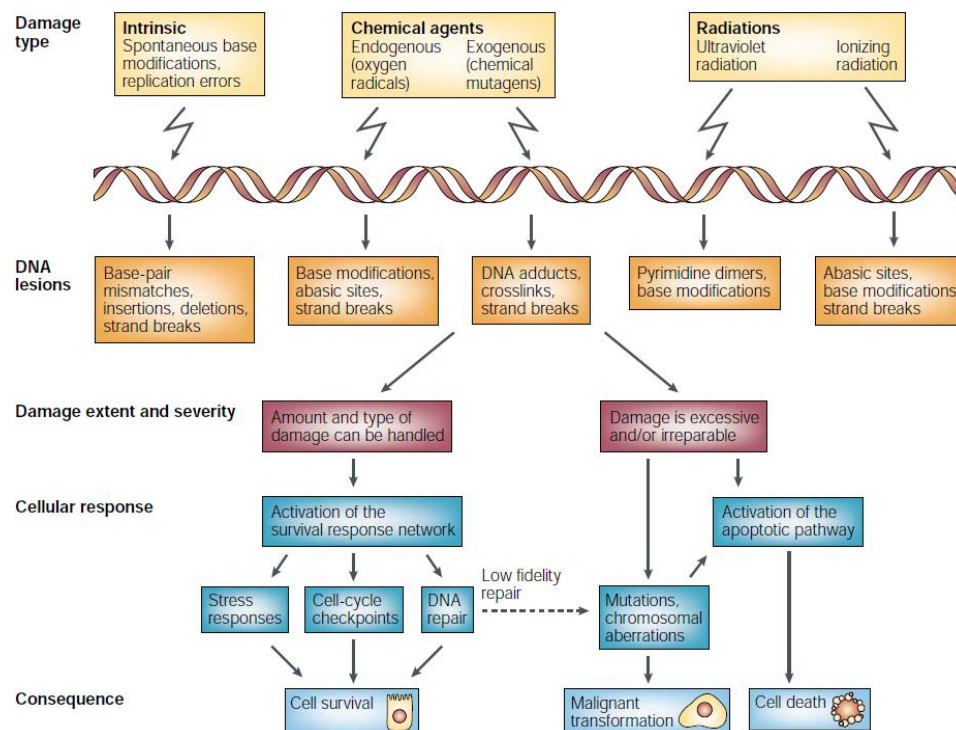 Damage
type
Intrinsic
Spontaneous base
modifications,
replication errors
Chemical agents
Endogenous
(oxygen
radicals)
Exogenous
(chemical
mutagens)
Radiations
Ultraviolet
radiation
Ionizing
radiation
DNA
lesions
Base-pair
mismatches,
insertions, deletions,
strand breaks
Base modifications,
abasic sites,
strand breaks
DNA adducts,
crosslinks,
strand breaks
Pyrimidine dimers,
base modifications
Abasic sites,
base modifications
strand breaks
Damage extent and severity
Amount and type of
damage can be handled
Damage is excessive
and/or irreparable
Cellular response
Activation of the
survival response network
Activation of the
apoptotic pathway
Stress
responses
Cell-cycle
checkpoints
DNA
repair
Low fidelity
repair
Mutations,
chromosomal
aberrations
Consequence
Cell survival
Malignant
transformation
Cell death